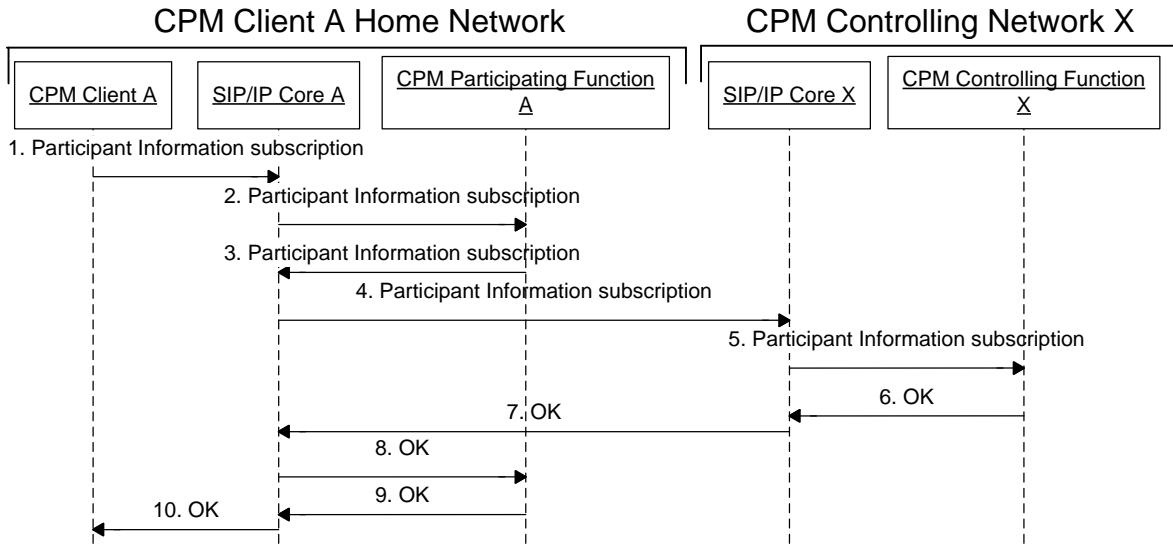 CPM Client A Home Network
CPM Controlling Network X
CPM Client A
SIP/IP Core A
CPM Participating Function
A
SIP/IP Core X
CPM Controlling Function
X
1. Participant Information subscription
2. Participant Information subscription
3. Participant Information subscription
4. Participant Information subscription
5. Participant Information subscription
6. OK
7. OK
8. OK
9. OK
10. OK